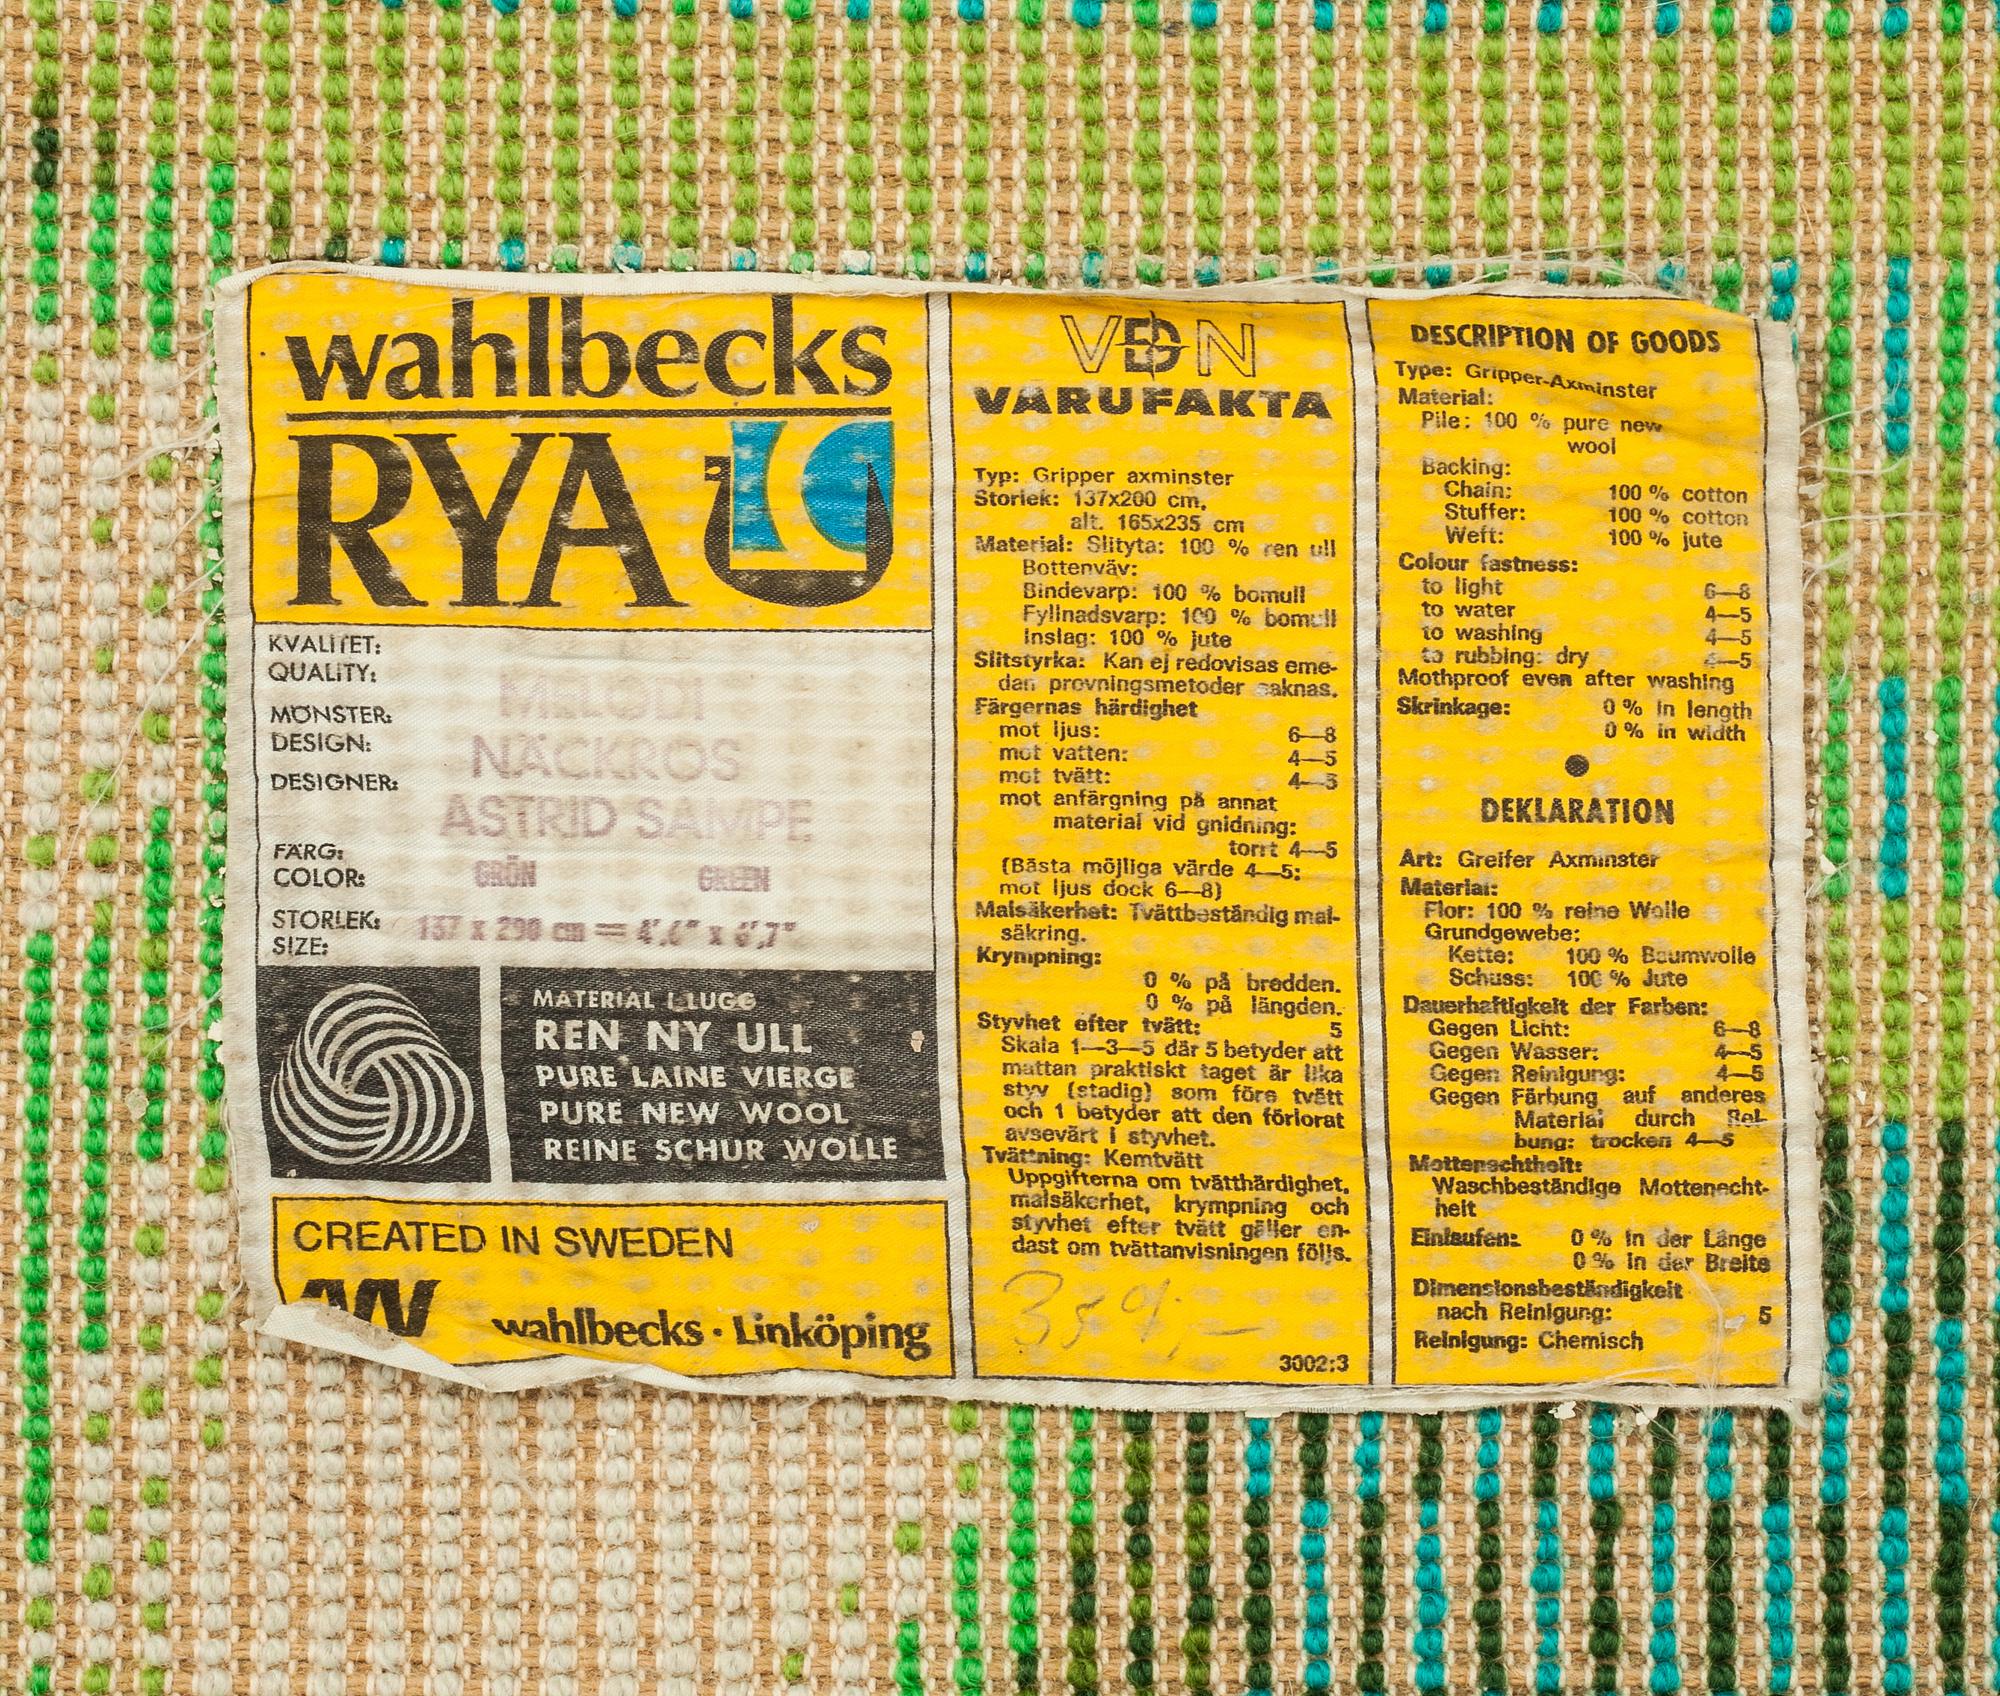 wahlbecks
RYA
KVALITET:
QUALITY:
MELODI
MÖNSTER:
DESIGN:
NÄCKROS
DESIGNER:
ASTRID SAMPE
FÄRG:
COLOR:
GRÖN GREEN
STORLEK:
SIZE:
137 x 200 cm = 4',6" x 6',7"
MATERIAL I LUGG
REN NY ULL
PURE LAINE VIERGE
PURE NEW WOOL
REINE SCHUR WOLLE
CREATED IN SWEDEN
wahlbecks · Linköping
VDN
VARUFAKTA
Typ: Gripper axminster
Storlek: 137x200 cm,
alt. 165x235 cm
Material: Slityta: 100 % ren ull
Bottenväv:
Bindevarp: 100 % bomull
Fyllnadsvarp: 100 % bomull
Inslag: 100 % jute
Slitstyrka: Kan ej redovisas eme-
dan provningsmetoder saknas.
Färgernas härdighet
mot ljus: 6—8
mot vatten: 4—5
mot tvätt: 4—5
mot anfärgning på annat
material vid gnidning:
torrt 4—5
(Bästa möjliga värde 4—5;
mot ljus dock 6—8)
Malsäkerhet: Tvättbeständig mal-
säkring.
Krympning:
0 % på bredden.
0 % på längden.
Styvhet efter tvätt: 5
Skala 1—3—5 där 5 betyder att
mattan praktiskt taget är lika
styv (stadig) som före tvätt
och 1 betyder att den förlorat
avsevärt i styvhet.
Tvättning: Kemtvätt
Uppgifterna om tvätthärdighet,
malsäkerhet, krympning och
styvhet efter tvätt gäller en-
dast om tvättanvisningen följs.
3002:3
DESCRIPTION OF GOODS
Type: Gripper-Axminster
Material:
Pile: 100 % pure new
wool
Backing:
Chain: 100 % cotton
Stuffer: 100 % cotton
Weft: 100 % jute
Colour fastness:
to light 6—8
to water 4—5
to washing 4—5
to rubbing: dry 4—5
Mothproof even after washing
Skrinkage: 0 % in length
0 % in width
●
DEKLARATION
Art: Greifer Axminster
Material:
Flor: 100 % reine Wolle
Grundgewebe:
Kette: 100 % Baumwolle
Schuss: 100 % Jute
Dauerhaftigkeit der Farben:
Gegen Licht: 6—8
Gegen Wasser: 4—5
Gegen Reinigung: 4—5
Gegen Färbung auf anderes
Material durch Rei-
bung: trocken 4—5
Mottenechtheit:
Waschbeständige Mottenecht-
heit
Einlaufen: 0 % in der Länge
0 % in der Breite
Dimensionsbeständigkeit
nach Reinigung: 5
Reinigung: Chemisch